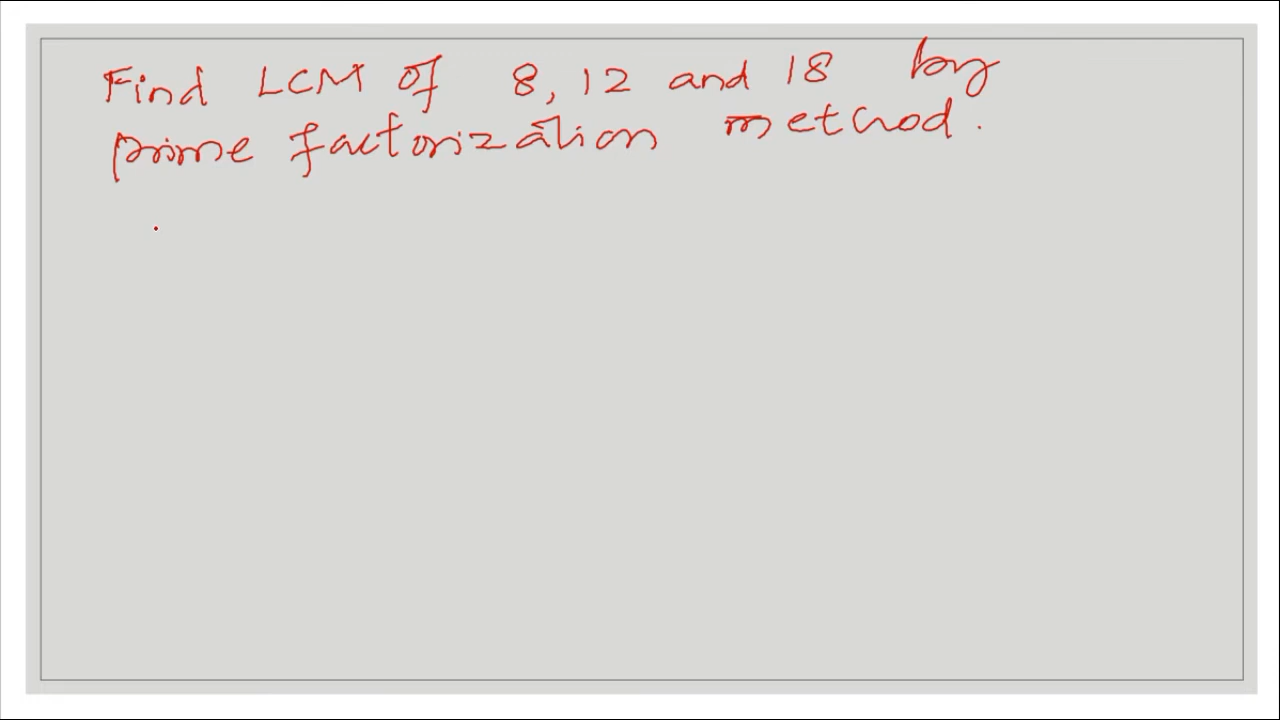 Find LCM of 8, 12 and 18 by
prime factorization method.